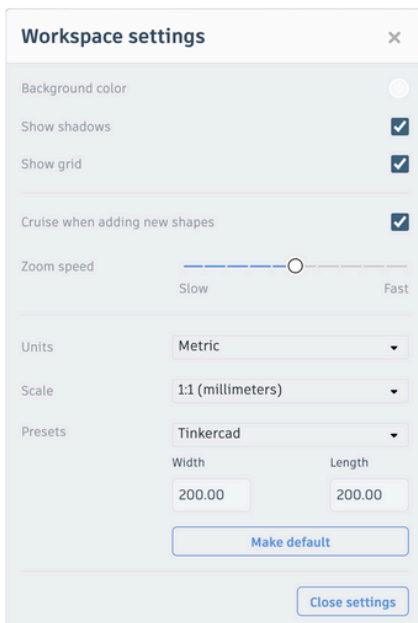 Workspace settings
Background color
Show shadows
Show grid
Cruise when adding new shapes
Zoom speed
Slow Fast
Units Metric
Scale 1:1 (millimeters)
Presets Tinkercad
Width Length
200.00 200.00
Make default
Close settings